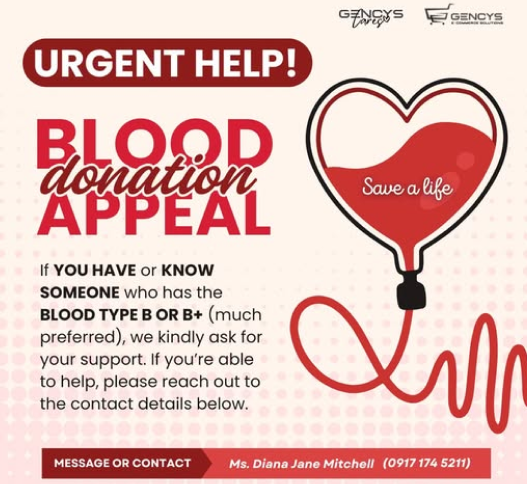 GENCYS
Cares
GENCYS
E-COMMERCE SOLUTIONS
URGENT HELP!
BLOOD
donation
APPEAL
Save a life
If YOU HAVE or KNOW
SOMEONE who has the
BLOOD TYPE B OR B+ (much
preferred), we kindly ask for
your support. If you're able
to help, please reach out to
the contact details below.
MESSAGE OR CONTACT Ms. Diana Jane Mitchell (0917 174 5211)